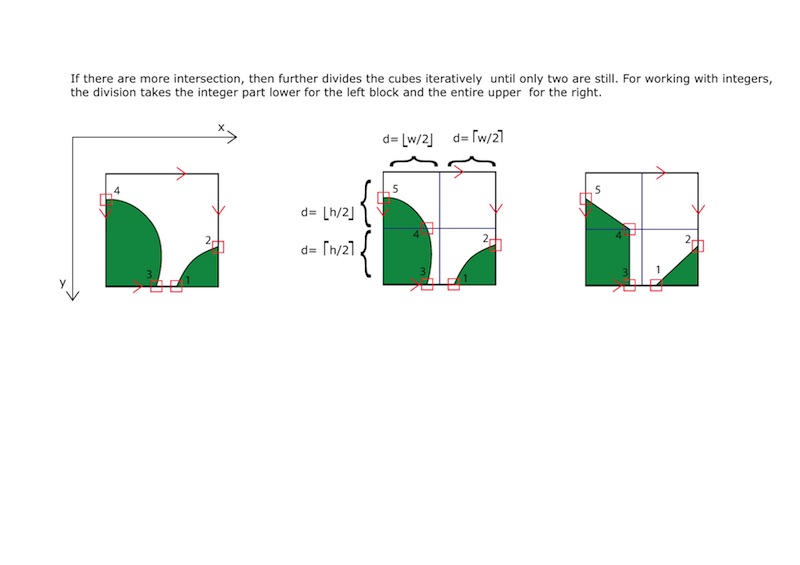 If there are more intersection, then further divides the cubes iteratively  until only two are still. For working with integers,
the division takes the integer part lower for the left block and the entire upper  for the right.
x
d= ⌊w/2⌋ d= ⌈w/2⌉
4
5
5
d= ⌊h/2⌋
4
2
2
4
2
d= ⌈h/2⌉
3
1
3
1
3
1
y